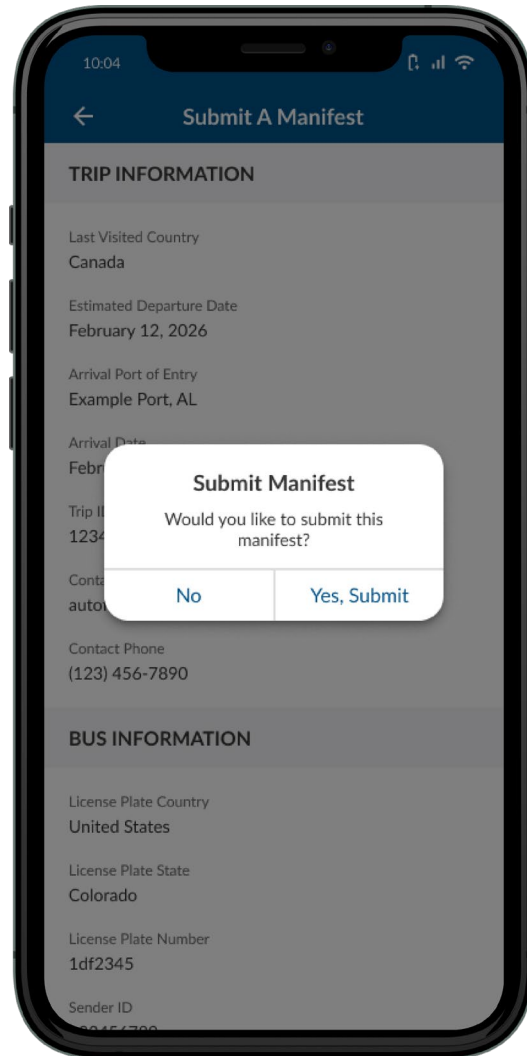 10:04
Submit A Manifest
TRIP INFORMATION
Last Visited Country
Canada
Estimated Departure Date
February 12, 2026
Arrival Port of Entry
Example Port, AL
Arrival Date
Submit Manifest
Would you like to submit this
manifest?
No
Yes, Submit
Contact Phone
(123) 456-7890
BUS INFORMATION
License Plate Country
United States
License Plate State
Colorado
License Plate Number
1df2345
Sender ID